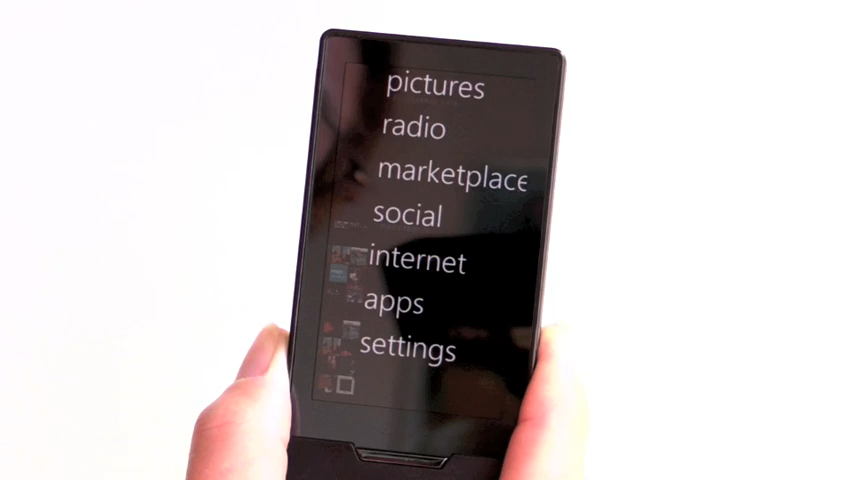 pictures
radio
marketplace
social
internet
apps
settings